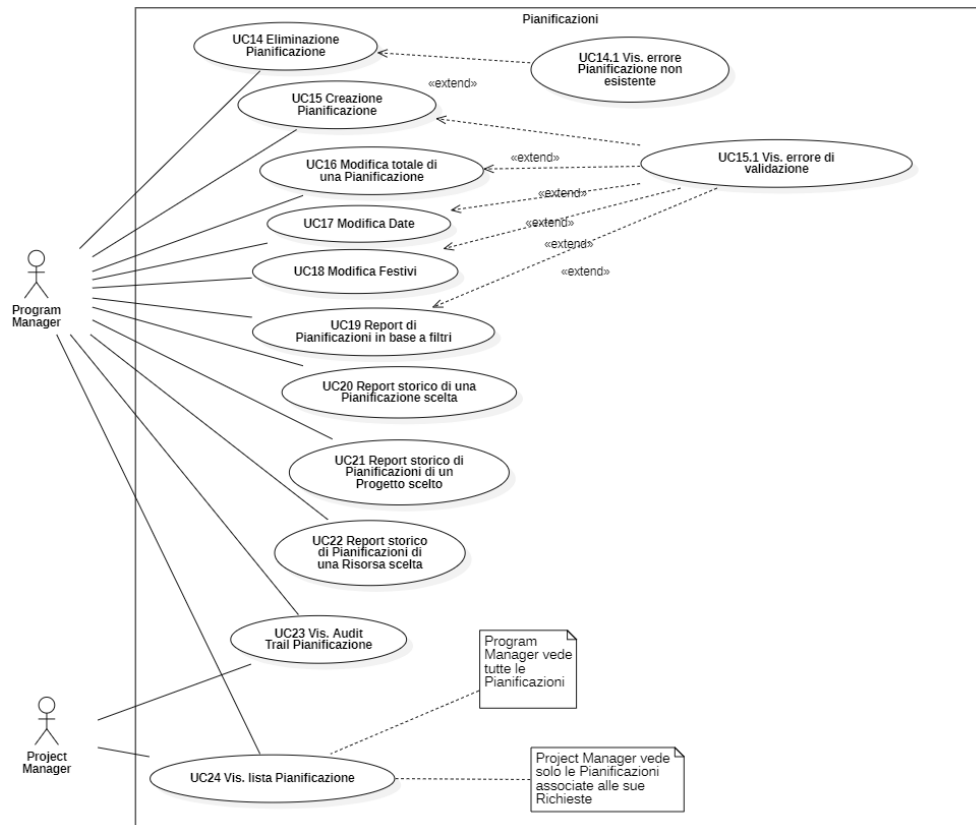 Pianificazioni
UC14 Eliminazione
Pianificazione
UC14.1 Vis. errore
Pianificazione non
esistente
«extend»
UC15 Creazione
Pianificazione
UC15.1 Vis. errore di
validazione
«extend»
UC16 Modifica totale di
una Pianificazione
«extend»
UC17 Modifica Date
«extend»
UC18 Modifica Festivi
«extend»
Program
Manager
UC19 Report di
Pianificazioni in base a filtri
UC20 Report storico di una
Pianificazione scelta
UC21 Report storico di
Pianificazioni di un
Progetto scelto
UC22 Report storico
di Pianificazioni di
una Risorsa scelta
UC23 Vis. Audit
Trail Pianificazione
Program
Manager vede
tutte le
Pianificazioni
Project
Manager
UC24 Vis. lista Pianificazione
Project Manager vede
solo le Pianificazioni
associate alle sue
Richieste